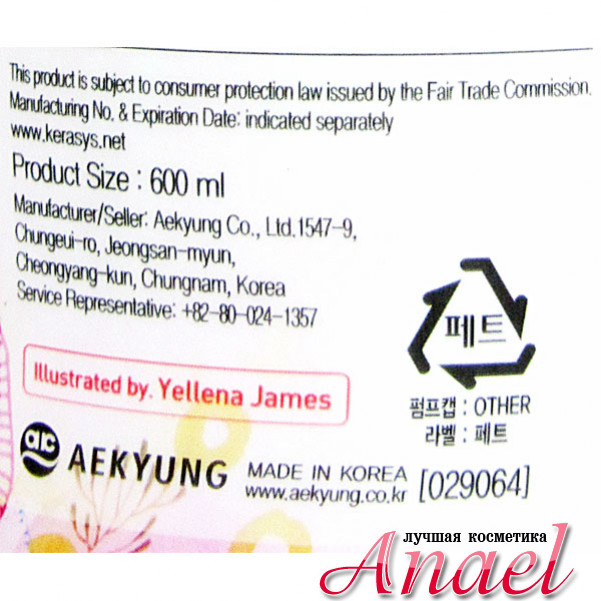 This product is subject to consumer protection law issued by the Fair Trade Commission.
Manufacturing No. & Expiration Date: indicated separately
www.kerasys.net
Product Size : 600 ml
Manufacturer/Seller: Aekyung Co., Ltd.1547-9,
Chungeui-ro, Jeongsan-myun,
Cheongyang-kun, Chungnam, Korea
Service Representative: +82-80-024-1357
페트
Illustrated by. Yellena James
펌프캡 : OTHER
라벨 : 페트
ac AEKYUNG MADE IN KOREA
www.aekyung.co.kr [029064]
лучшая косметика
Anael